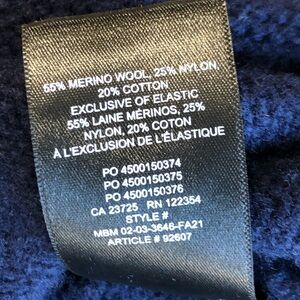 55% MERINO WOOL, 25% NYLON,
20% COTTON
EXCLUSIVE OF ELASTIC
55% LAINE MÉRINOS, 25%
NYLON, 20% COTON
À L'EXCLUSION DE L'ÉLASTIQUE
PO 4500150374
PO 4500150375
PO 4500150376
CA 23725 RN 122354
STYLE #
MBM 02-03-3646-FA21
ARTICLE # 92607